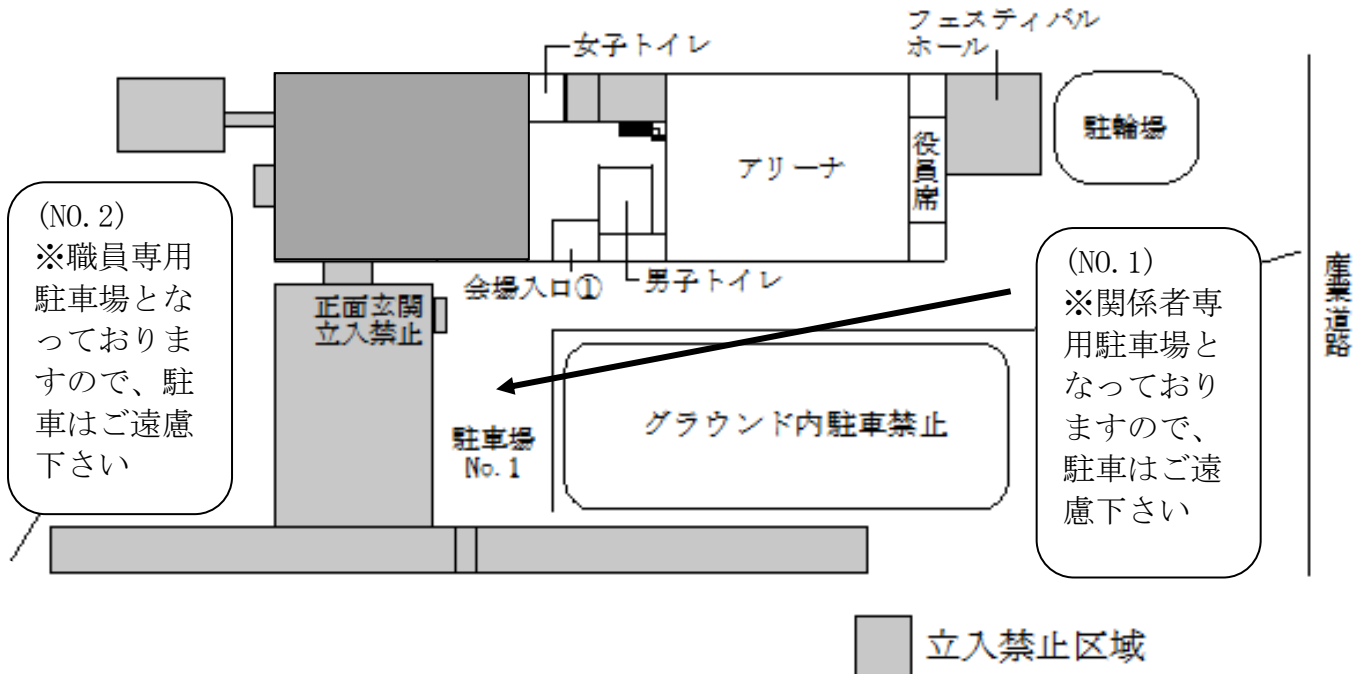 フェスティバル
ホール
女子トイレ
駐輪場
アリーナ
役員席
(NO. 2)
※職員専用
駐車場とな
っておりま
すので、駐
車はご遠慮
下さい
会場入口①
男子トイレ
正面玄関
立入禁止
(NO. 1)
※関係者専
用駐車場と
なっており
ますので、
駐車はご遠
慮下さい
産業道路
グラウンド内駐車禁止
駐車場
No. 1
立入禁止区域